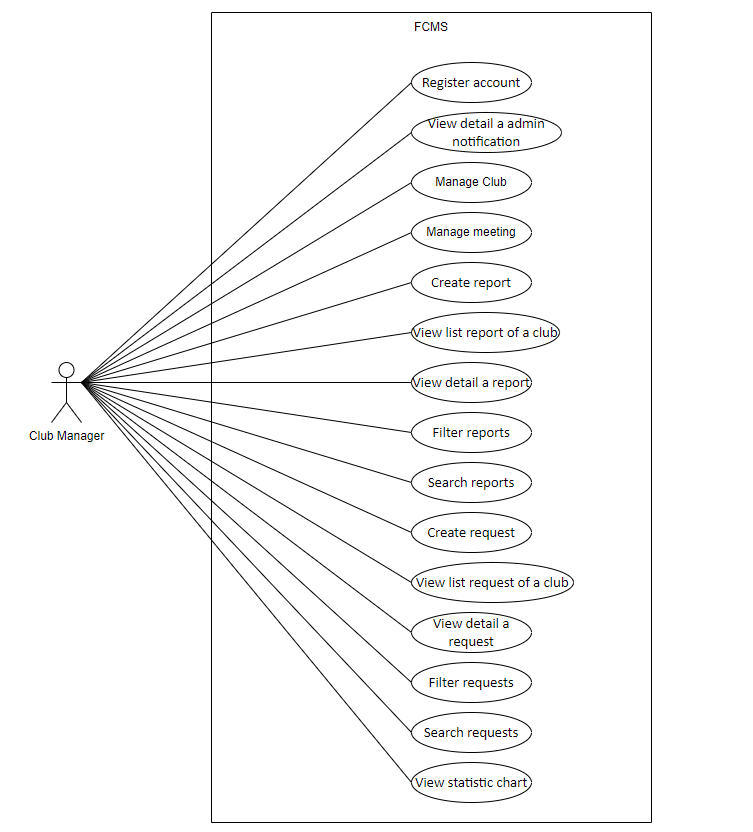 FCMS
Register account
View detail a admin
notification
Manage Club
Manage meeting
Create report
View list report of a club
View detail a report
Filter reports
Search reports
Create request
View list request of a club
View detail a
request
Filter requests
Search requests
View statistic chart
Club Manager